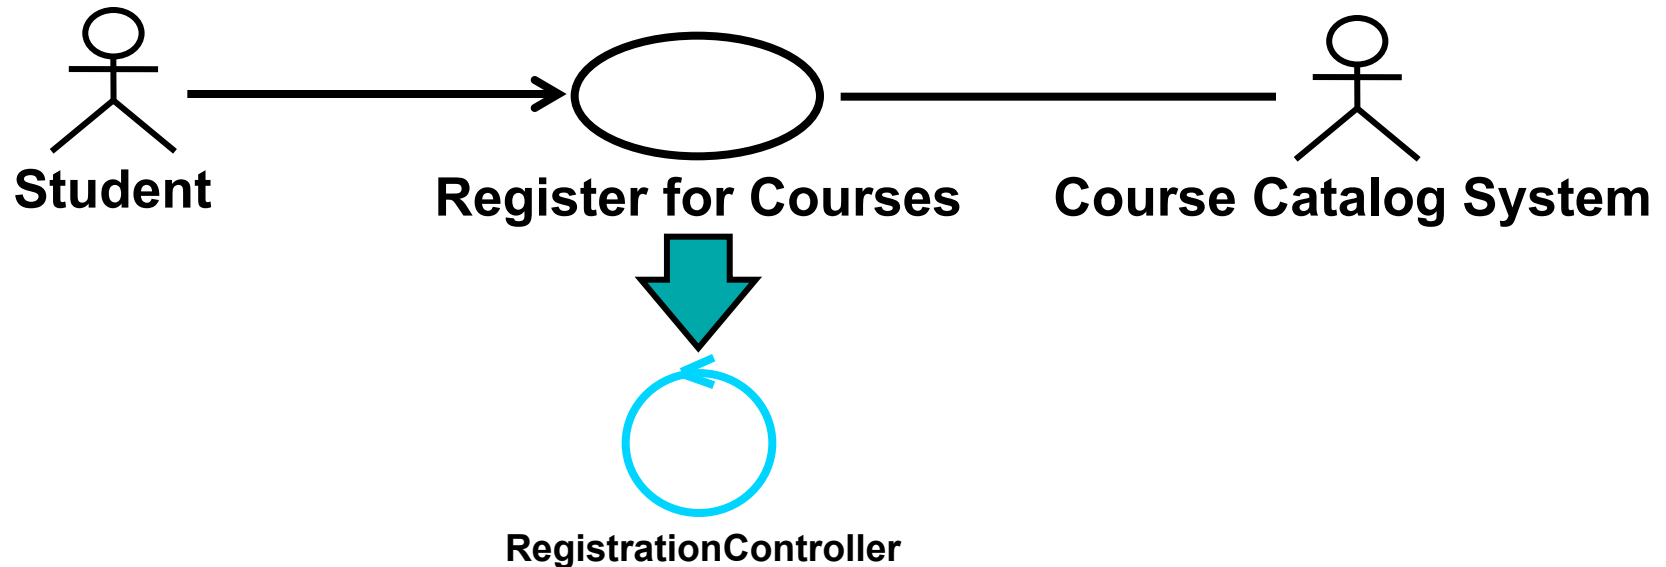 Student
Register for Courses
Course Catalog System
RegistrationController